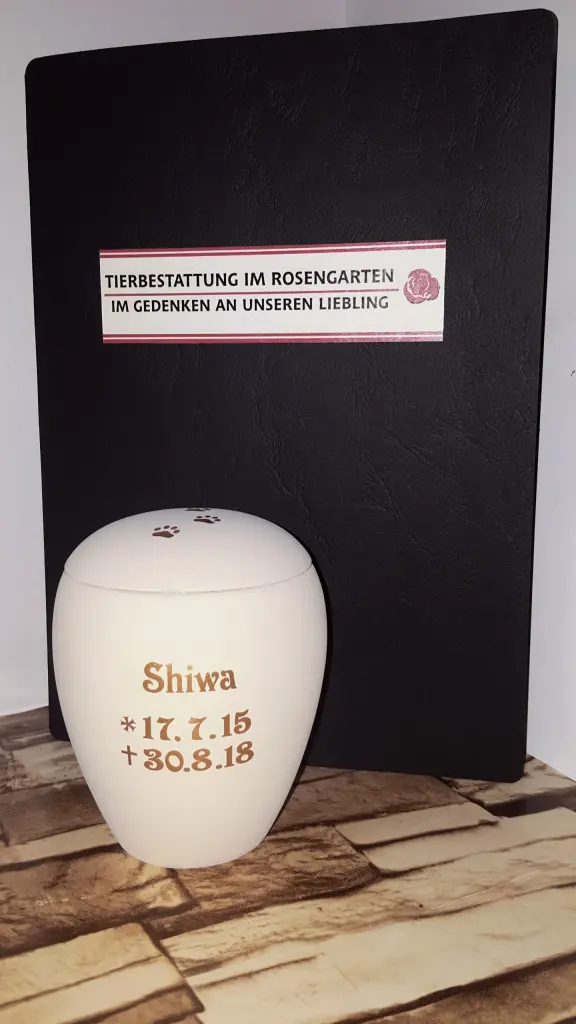 TIERBESTATTUNG IM ROSENGARTEN
IM GEDENKEN AN UNSEREN LIEBLING
Shiwa
*17.7.15
†30.8.18